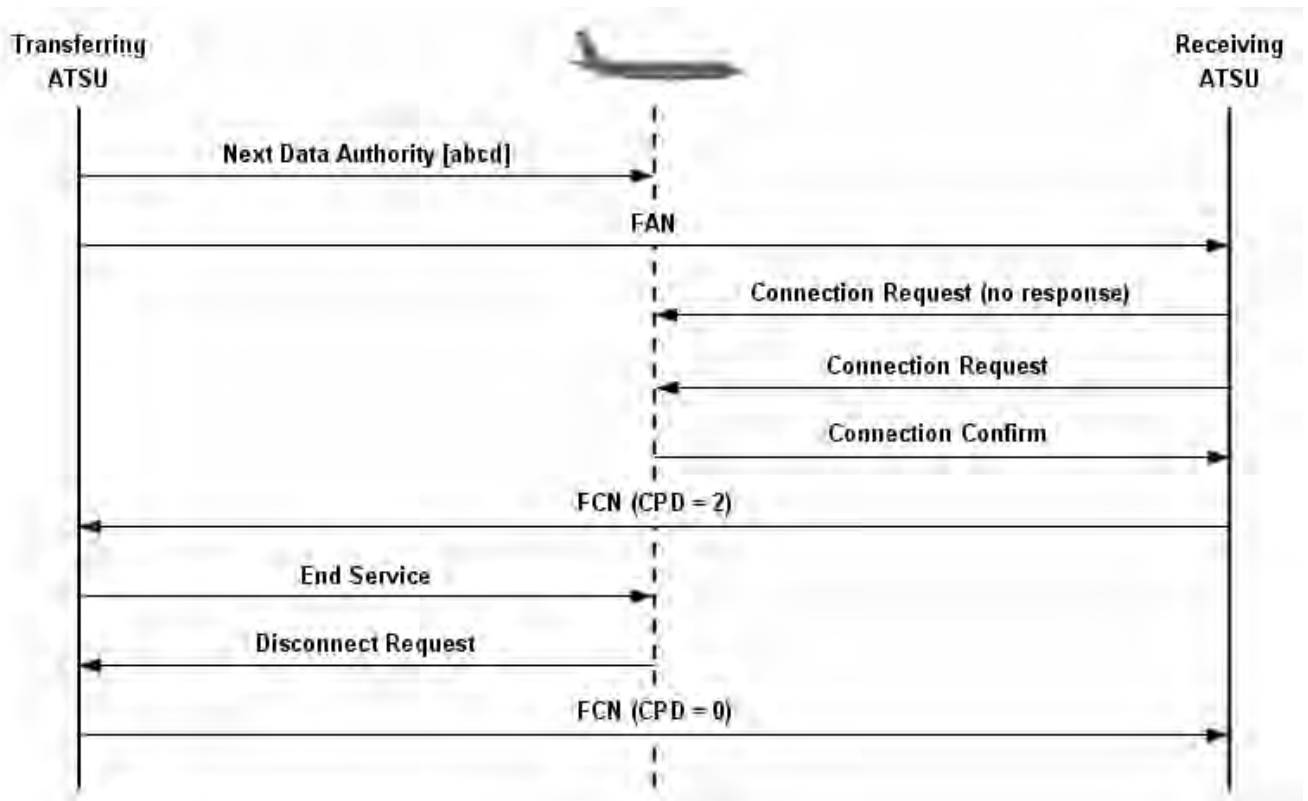 Transferring
ATSU
Receiving
ATSU
Next Data Authority [abcd]
FAN
Connection Request (no response)
Connection Request
Connection Confirm
FCN (CPD = 2)
End Service
Disconnect Request
FCN (CPD = 0)